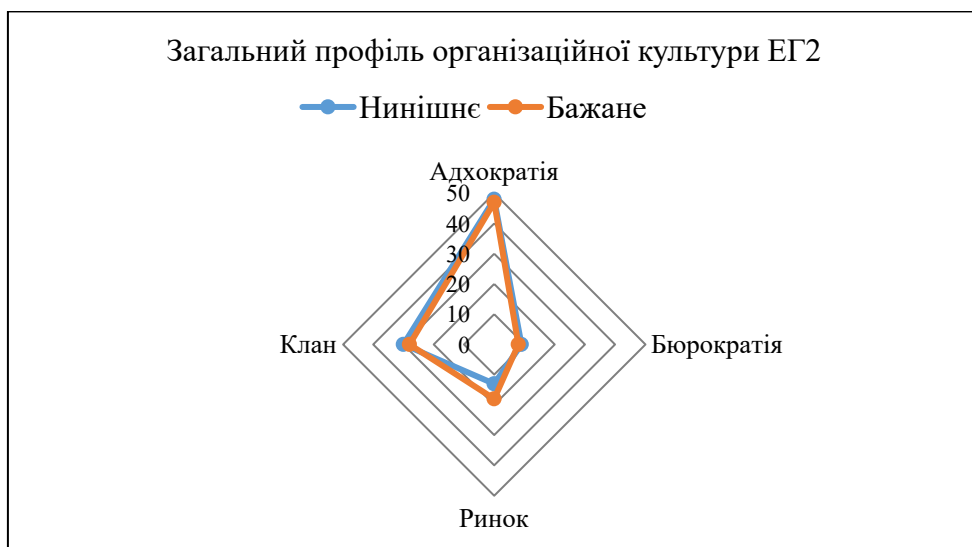 Загальний профіль організаційної культури ЕГ2
Нинішнє Бажане
Адхократія
50
40
30
20
10
0
Клан
Бюрократія
Ринок